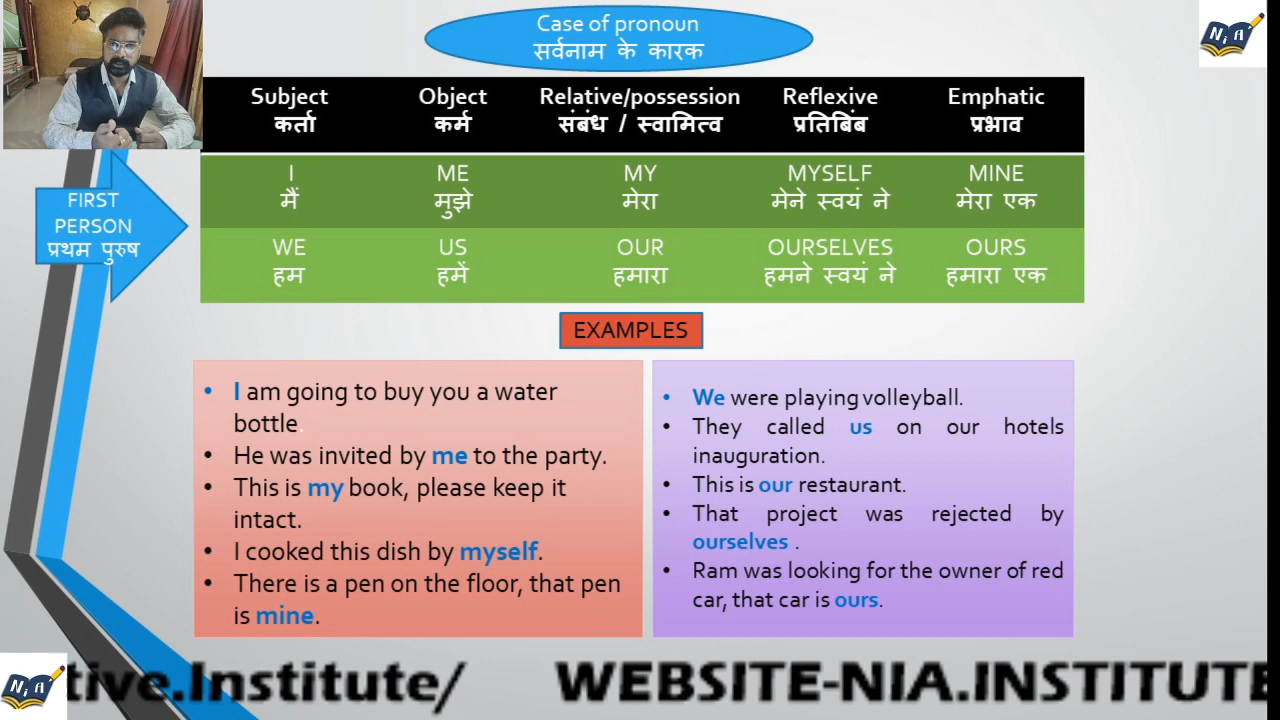 Case of pronoun
सर्वनाम के कारक
NiA
Subject Object Relative/possession Reflexive Emphatic
कर्ता कर्म संबंध / स्वामित्व प्रतिबिंब प्रभाव
FIRST
PERSON
प्रथम पुरुष
I ME MY MYSELF MINE
मैं मुझे मेरा मेने स्वयं ने मेरा एक
WE US OUR OURSELVES OURS
हम हमें हमारा हमने स्वयं ने हमारा एक
EXAMPLES
• I am going to buy you a water
bottle.
• He was invited by me to the party.
• This is my book, please keep it
intact.
• I cooked this dish by myself.
• There is a pen on the floor, that pen
is mine.
• We were playing volleyball.
• They called us on our hotels
inauguration.
• This is our restaurant.
• That project was rejected by
ourselves .
• Ram was looking for the owner of red
car, that car is ours.
NiA
tive.Institute/ WEBSITE-NIA.INSTITUTE